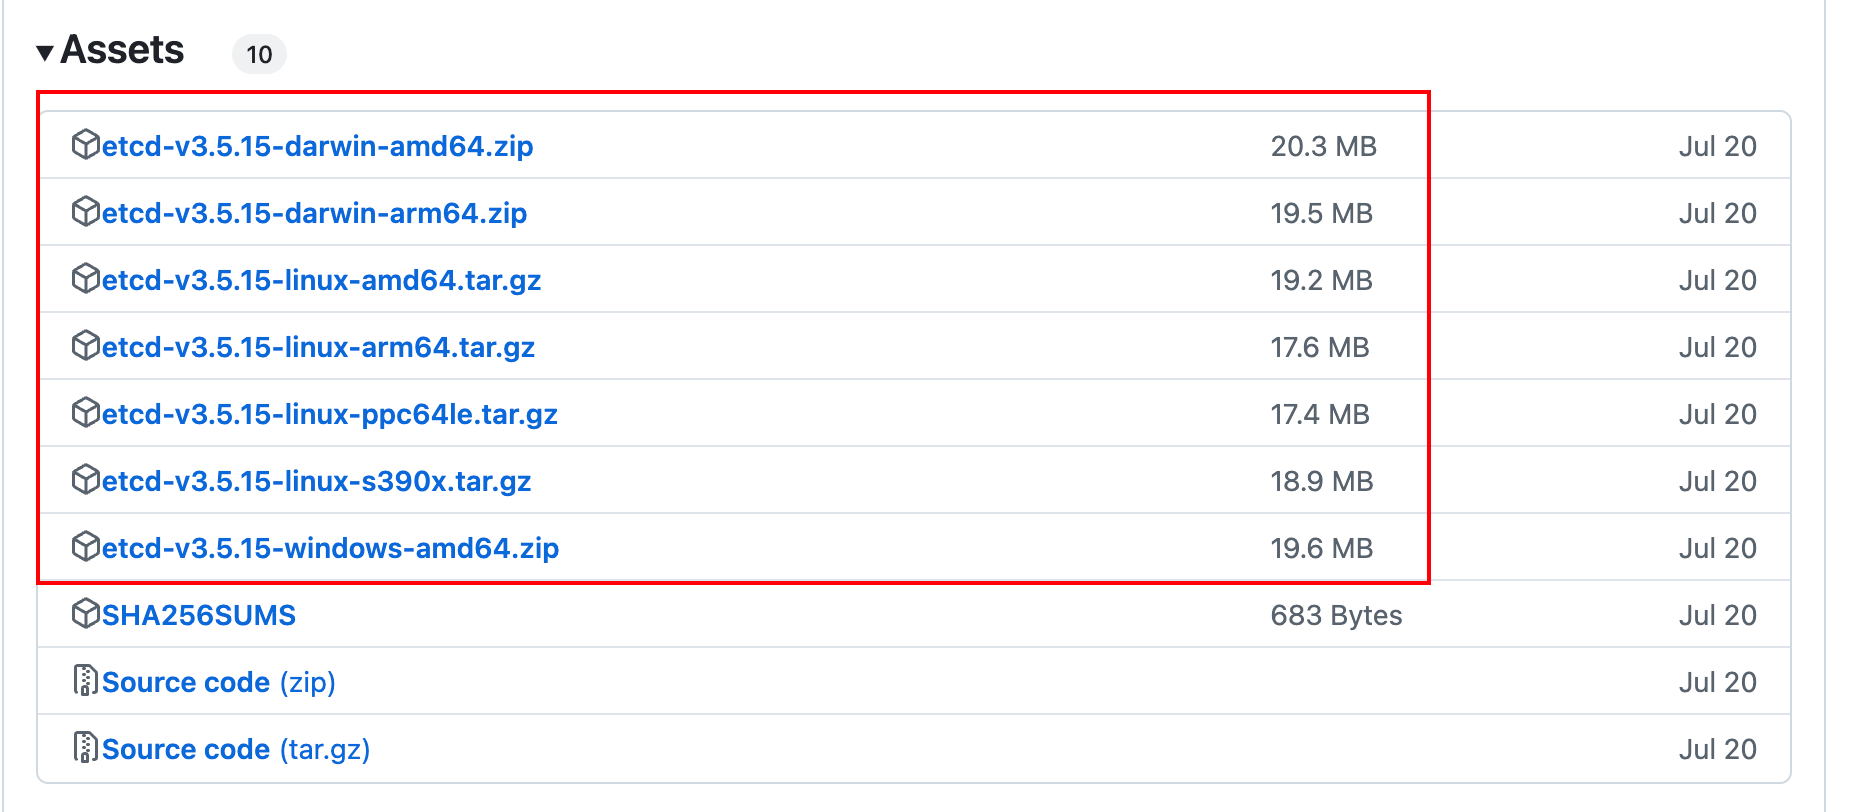 Assets 10
etcd-v3.5.15-darwin-amd64.zip 20.3 MB Jul 20
etcd-v3.5.15-darwin-arm64.zip 19.5 MB Jul 20
etcd-v3.5.15-linux-amd64.tar.gz 19.2 MB Jul 20
etcd-v3.5.15-linux-arm64.tar.gz 17.6 MB Jul 20
etcd-v3.5.15-linux-ppc64le.tar.gz 17.4 MB Jul 20
etcd-v3.5.15-linux-s390x.tar.gz 18.9 MB Jul 20
etcd-v3.5.15-windows-amd64.zip 19.6 MB Jul 20
SHA256SUMS 683 Bytes Jul 20
Source code (zip) Jul 20
Source code (tar.gz) Jul 20